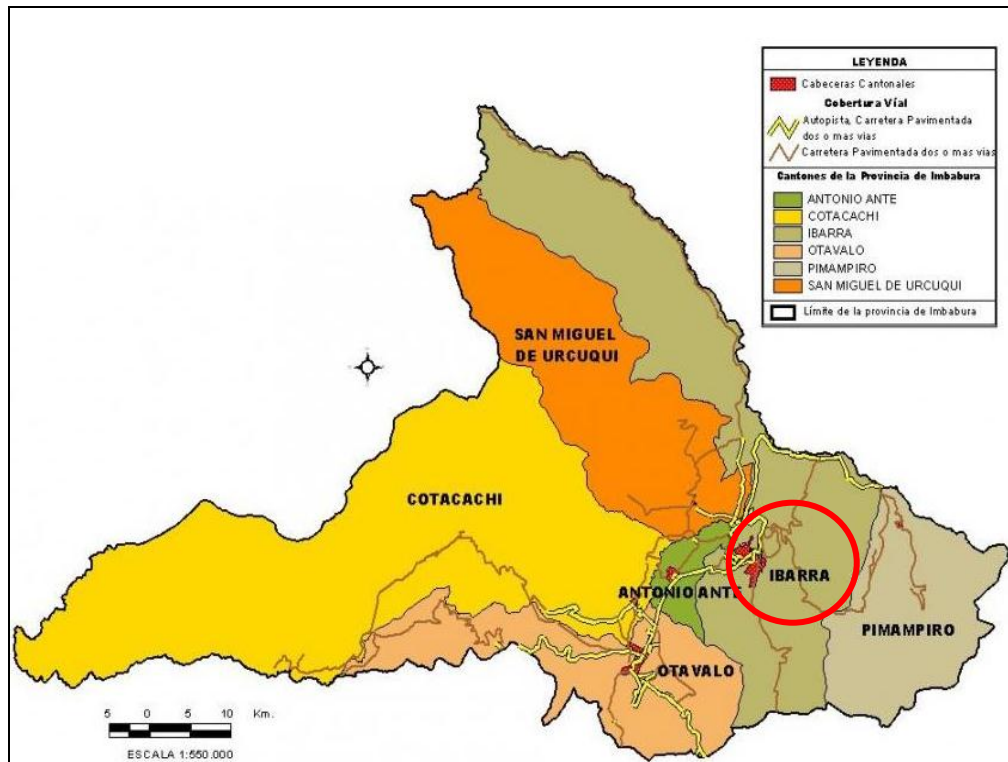 LEYENDA
Cabeceras Cantonales
Cobertura Víal
Autopista, Carretera Pavimentada
dos o mas vias
Carretera Pavimentada dos o mas vias
Cantones de la Provincia de Imbabura
ANTONIO ANTE
COTACACHI
IBARRA
OTAVALO
PIMAMPIRO
SAN MIGUEL DE URCUQUI
Límite de la provincia de Imbabura
SAN MIGUEL
DE URCUQUI
COTACACHI
IBARRA
ANTONIO ANTE
PIMAMPIRO
OTAVALO
5 0 5 10 Km.
ESCALA 1:550.000